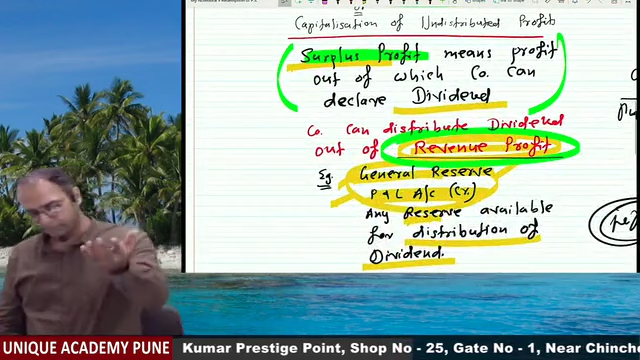 Capitalisation of Undistributed Profit
Surplus Profit means profit
out of which Co. can
declare Dividend
Co. can distribute Dividend
out of Revenue Profit
Eg. General Reserve
P & L A/c (Cr.)
Any Reserve available
for distribution of
Dividend.
UNIQUE ACADEMY PUNE
Kumar Prestige Point, Shop No - 25, Gate No - 1, Near Chinch